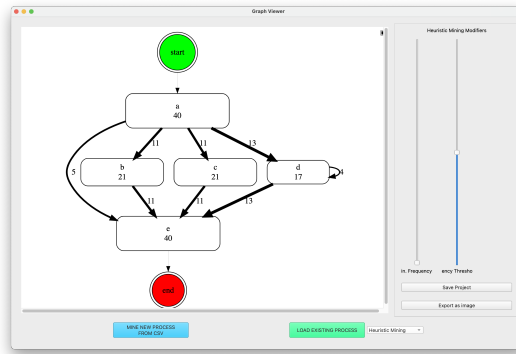 Graph Viewer
start
Heuristic Mining Modifiers
a
40
11
11
13
5
b
21
c
21
d
17
4
11
11
13
e
40
end
in. Frequency
ency Thresho
Save Project
Export as image
MINE NEW PROCESS
FROM CSV
LOAD EXISTING PROCESS
Heuristic Mining